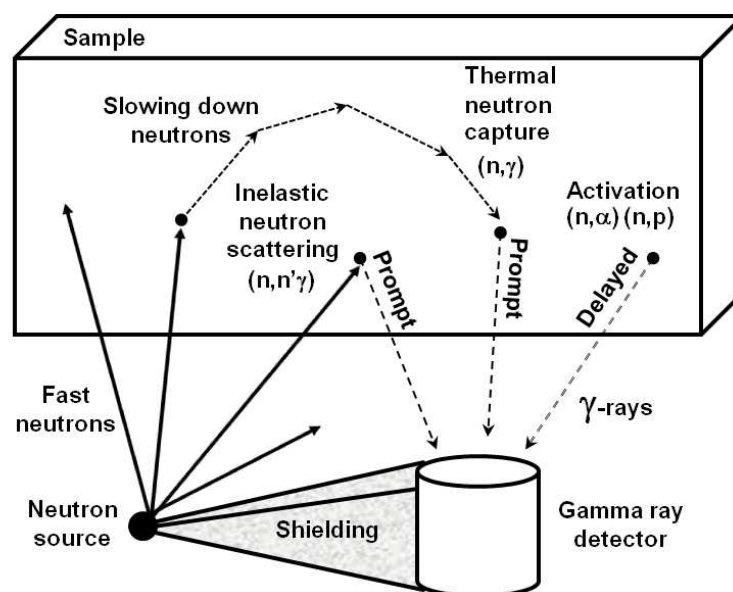 Sample
Slowing down
neutrons
Thermal
neutron
capture
(n,γ)
Inelastic
neutron
scattering
(n,n'γ)
Activation
(n,α) (n,p)
Prompt
Prompt
Delayed
Fast
neutrons
γ-rays
Neutron
source
Shielding
Gamma ray
detector